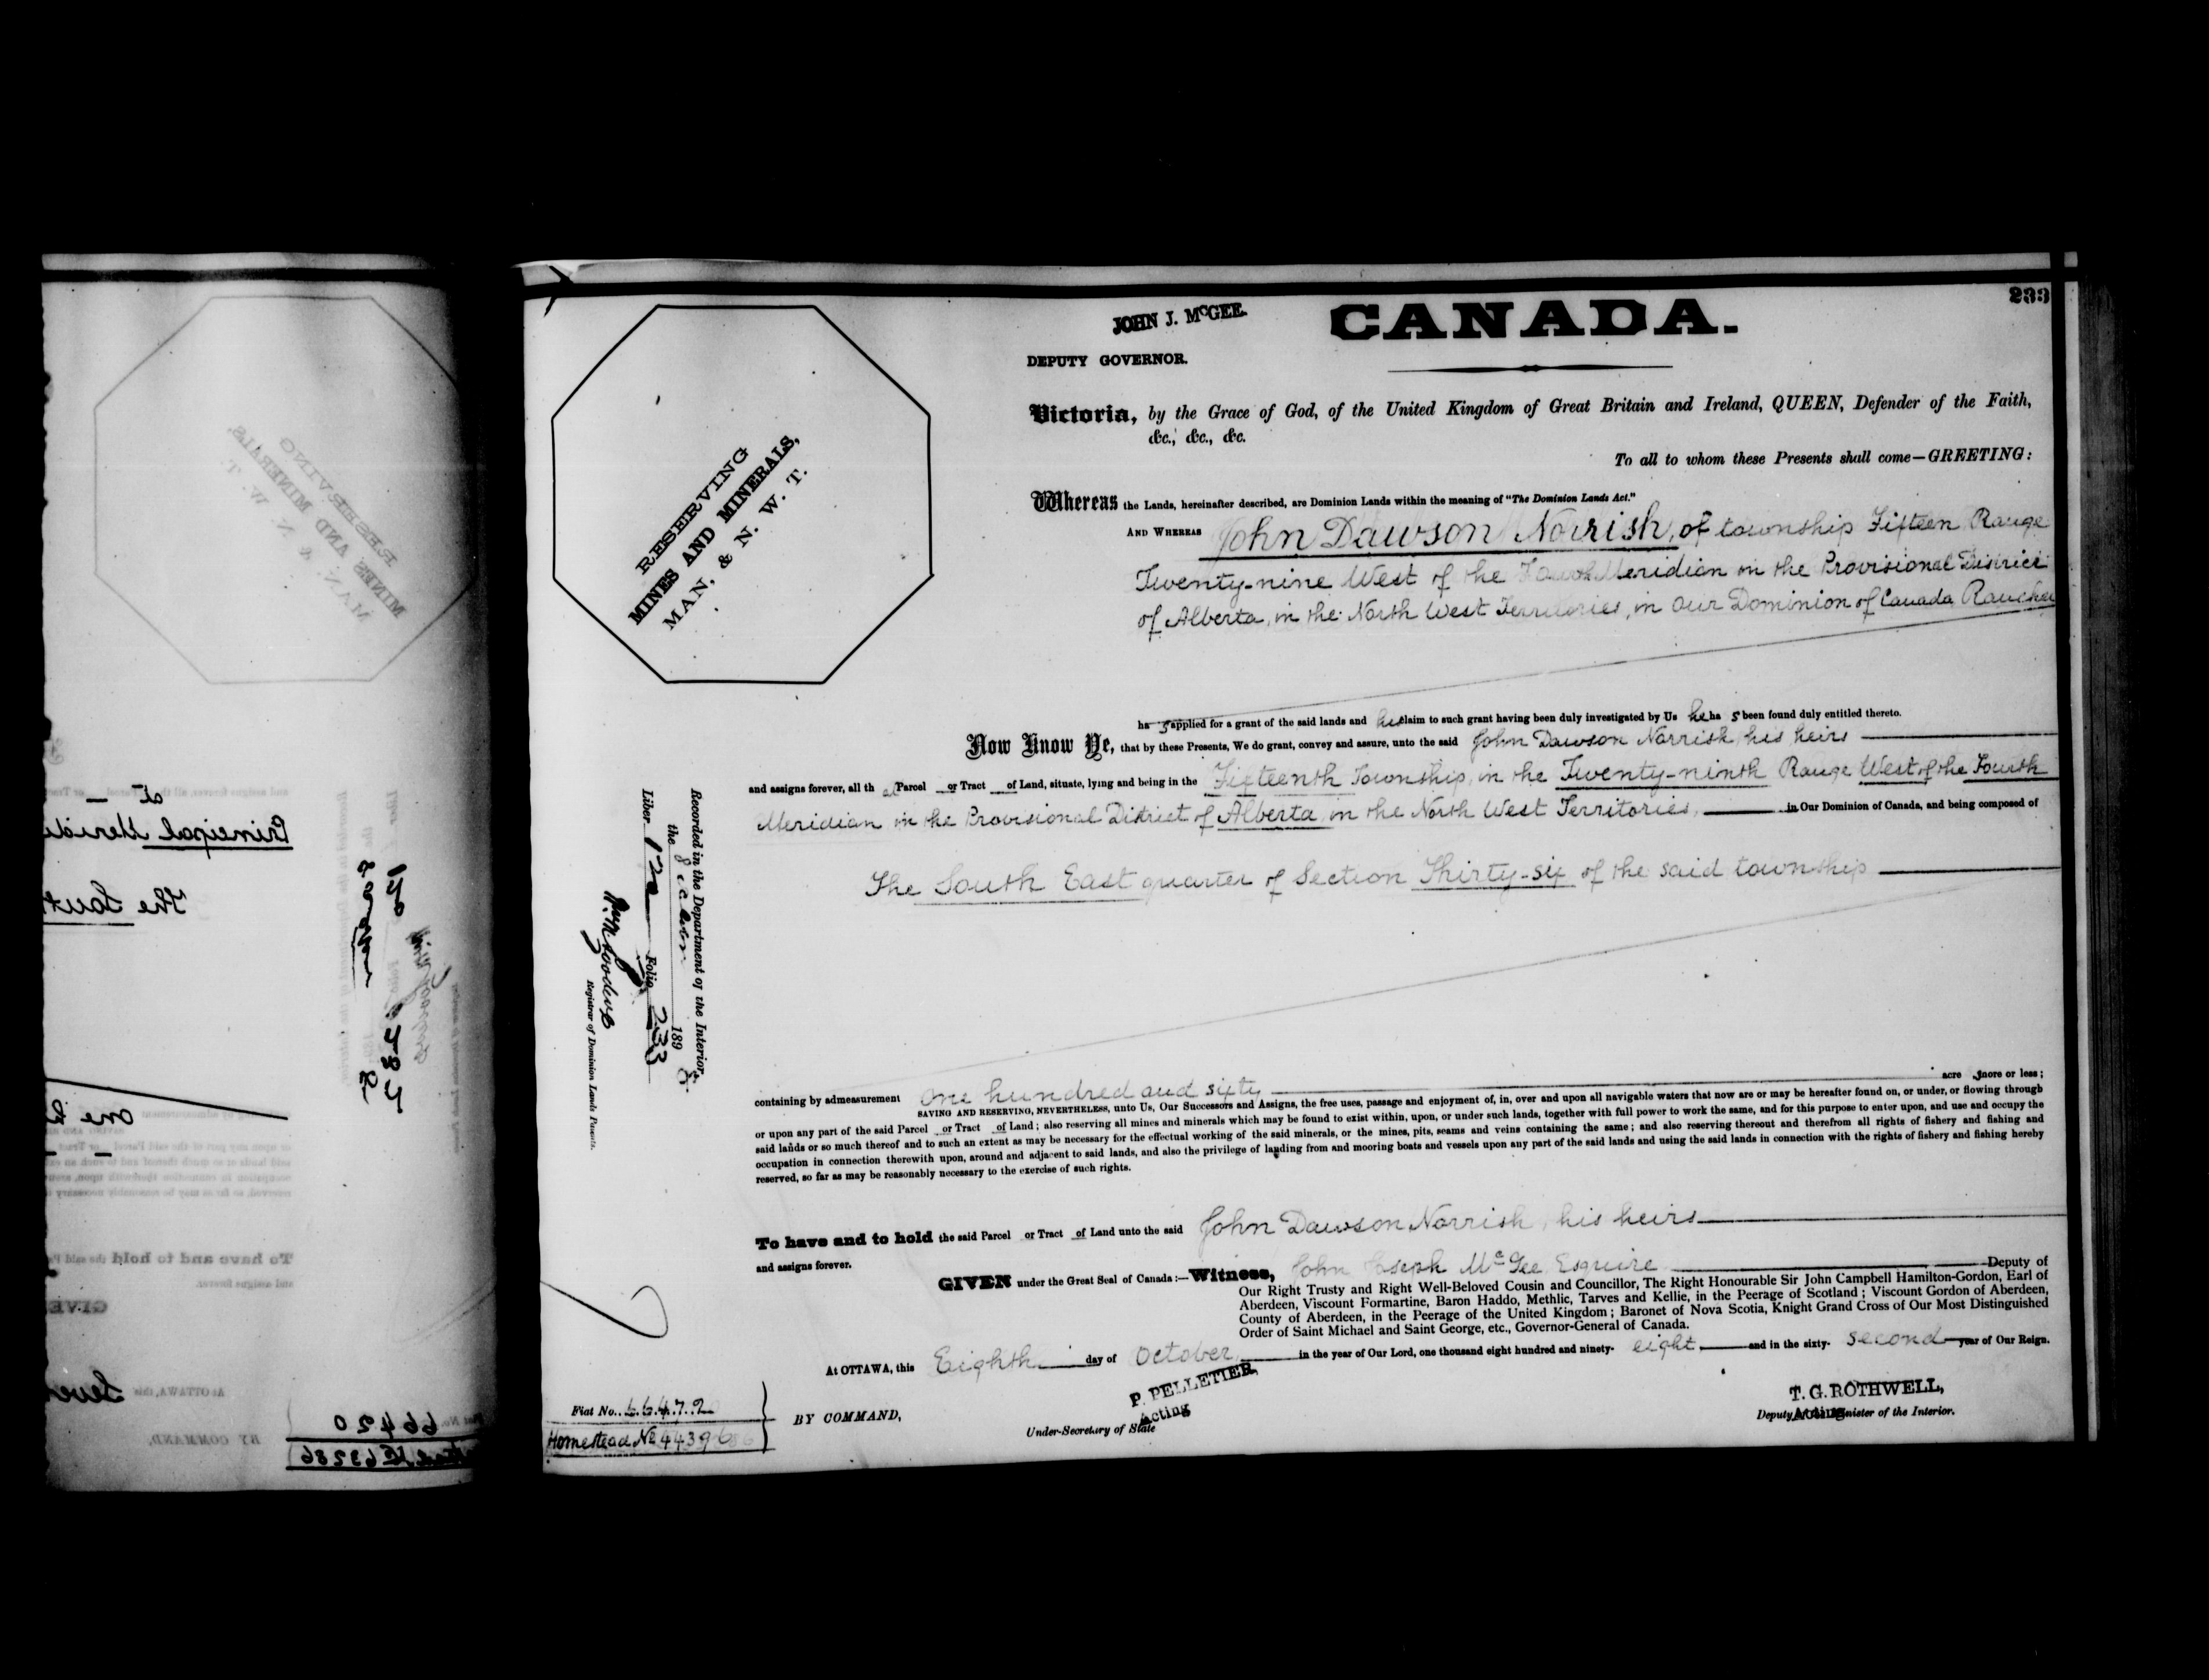 233
JOHN J. McGEE.
CANADA.
DEPUTY GOVERNOR.
RESERVING
MINES AND MINERALS,
MAN, & N. W. T.
Victoria, by the Grace of God, of the United Kingdom of Great Britain and Ireland, QUEEN, Defender of the Faith,
&c., &c., &c.
To all to whom these Presents shall come—GREETING:
Whereas the Lands, hereinafter described, are Dominion Lands within the meaning of "The Dominion Lands Act."
AND WHEREAS John Dawson Norrish, of township Fifteen Range
Twenty-nine West of the Fourth Meridian in the Provisional District
of Alberta, in the North West Territories, in Our Dominion of Canada Rancher
ha s applied for a grant of the said lands and his claim to such grant having been duly investigated by Us he ha s been found duly entitled thereto.
Now Know Ye, that by these Presents, We do grant, convey and assure, unto the said John Dawson Norrish his heirs
and assigns forever, all th at Parcel or Tract of Land, situate, lying and being in the Fifteenth Township, in the Twenty-ninth Range West of the Fourth
Meridian in the Provisional District of Alberta, in the North West Territories, in Our Dominion of Canada, and being composed of
The South East quarter of Section Thirty-six of the said township
Recorded in the Department of the Interior,
the 8 189 8.
Liber 122 Folio 233
Registrar of Dominion Lands Patents.
containing by admeasurement One hundred and sixty acre s more or less;
SAVING AND RESERVING, NEVERTHELESS, unto Us, Our Successors and Assigns, the free uses, passage and enjoyment of, in, over and upon all navigable waters that now are or may be hereafter found on, or under, or flowing through
or upon any part of the said Parcel or Tract of Land; also reserving all mines and minerals which may be found to exist within, upon, or under such lands, together with full power to work the same, and for this purpose to enter upon, and use and occupy the
said lands or so much thereof and to such an extent as may be necessary for the effectual working of the said minerals, or the mines, pits, seams and veins containing the same; and also reserving thereout and therefrom all rights of fishery and fishing and
occupation in connection therewith upon, around and adjacent to said lands, and also the privilege of landing from and mooring boats and vessels upon any part of the said lands and using the said lands in connection with the rights of fishery and fishing hereby
reserved, so far as may be reasonably necessary to the exercise of such rights.
To have and to hold the said Parcel or Tract of Land unto the said John Dawson Norrish, his heirs
and assigns forever.
GIVEN under the Great Seal of Canada:—Witness, John Joseph McGee Esquire Deputy of
Our Right Trusty and Right Well-Beloved Cousin and Councillor, The Right Honourable Sir John Campbell Hamilton-Gordon, Earl of
Aberdeen, Viscount Formartine, Baron Haddo, Methlic, Tarves and Kellie, in the Peerage of Scotland; Viscount Gordon of Aberdeen,
County of Aberdeen, in the Peerage of the United Kingdom; Baronet of Nova Scotia, Knight Grand Cross of Our Most Distinguished
Order of Saint Michael and Saint George, etc., Governor-General of Canada.
At OTTAWA, this Eighth day of October in the year of Our Lord, one thousand eight hundred and ninety- eight and in the sixty- second year of Our Reign.
Fiat No. 66472
Homestead No 44396
BY COMMAND,
P. PELLETIER,
Acting
Under-Secretary of State
T. G. ROTHWELL,
Acting
Deputy Minister of the Interior.